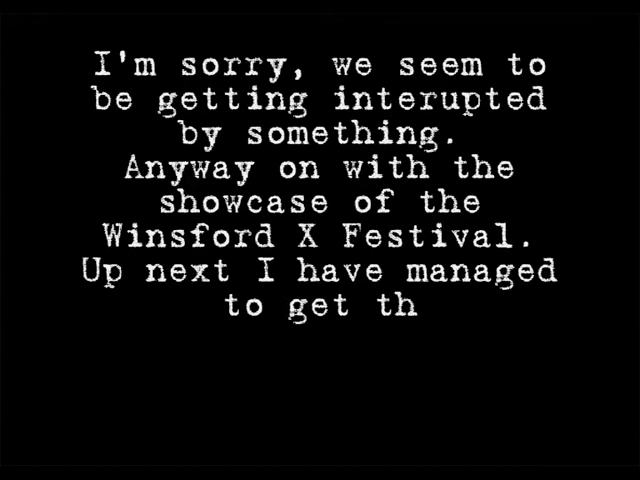 I'm sorry, we seem to
be getting interupted
by something.
Anyway on with the
showcase of the
Winsford X Festival.
Up next I have managed
to get th